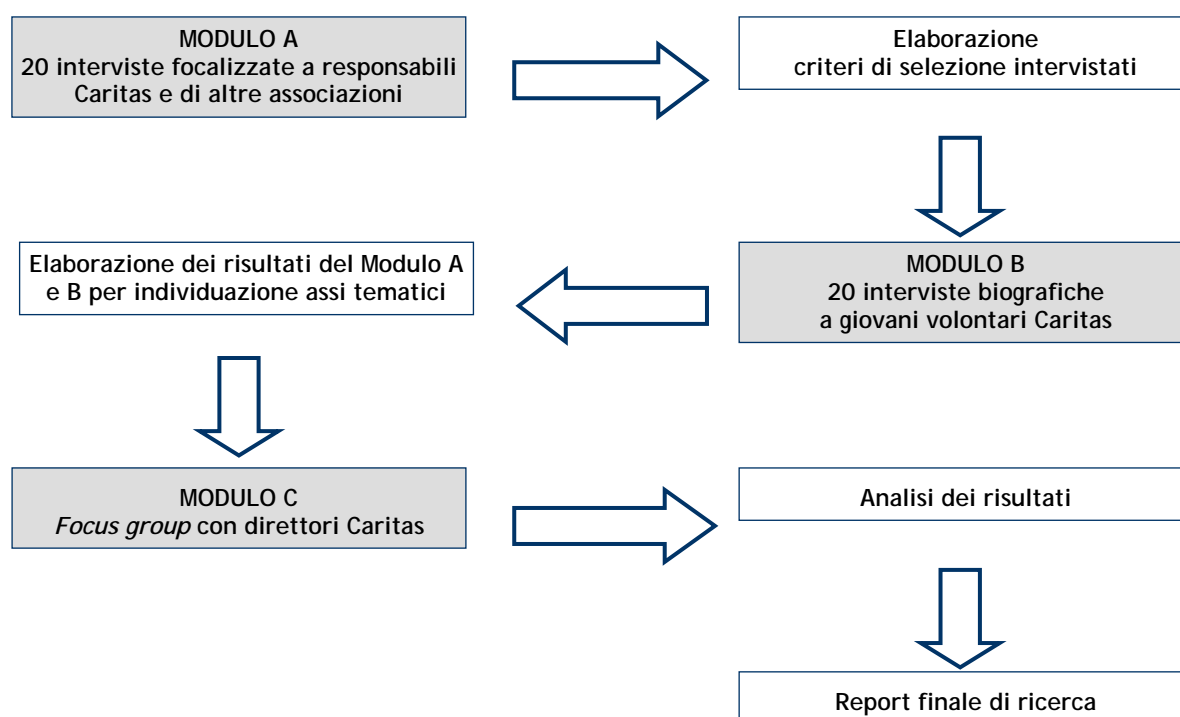 MODULO A
20 interviste focalizzate a responsabili
Caritas e di altre associazioni
Elaborazione
criteri di selezione intervistati
MODULO B
20 interviste biografiche
a giovani volontari Caritas
Elaborazione dei risultati del Modulo A
e B per individuazione assi tematici
MODULO C
Focus group con direttori Caritas
Analisi dei risultati
Report finale di ricerca